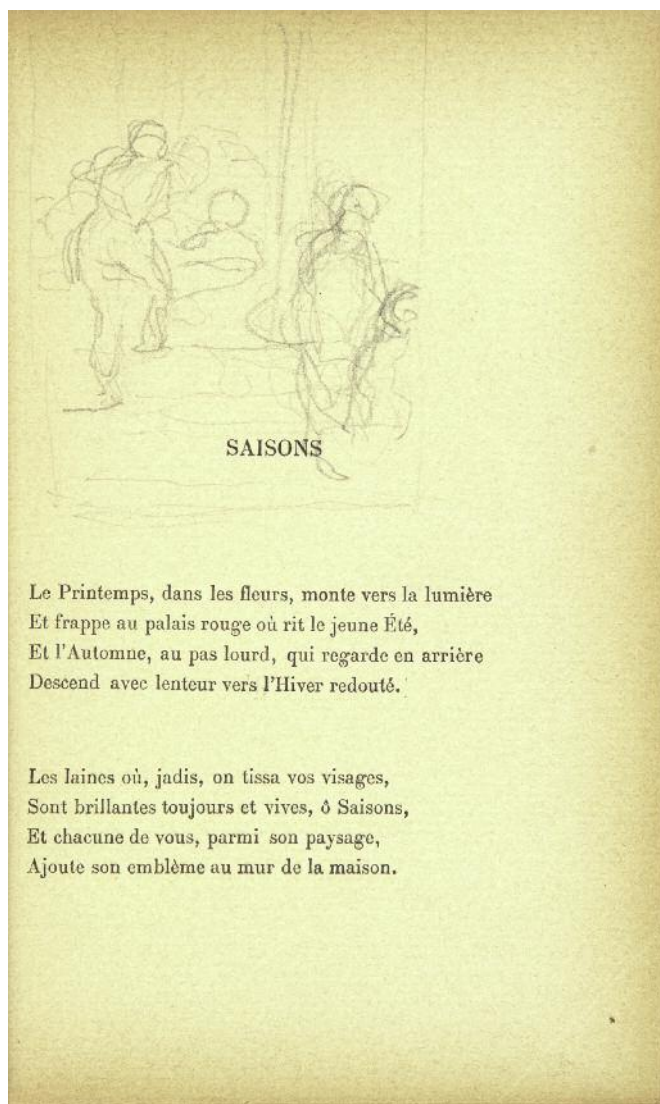 SAISONS
Le Printemps, dans les fleurs, monte vers la lumière
Et frappe au palais rouge où rit le jeune Été,
Et l'Automne, au pas lourd, qui regarde en arrière
Descend avec lenteur vers l'Hiver redouté.
Les laines où, jadis, on tissa vos visages,
Sont brillantes toujours et vives, ô Saisons,
Et chacune de vous, parmi son paysage,
Ajoute son emblème au mur de la maison.